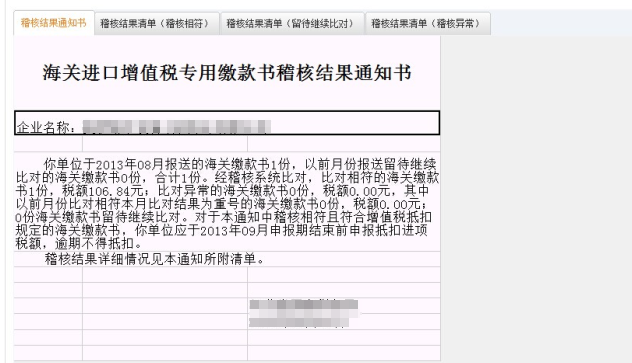 稽核结果通知书 稽核结果清单（稽核相符） 稽核结果清单（留待继续比对） 稽核结果清单（稽核异常）
海关进口增值税专用缴款书稽核结果通知书
企业名称：
你单位于2013年08月报送的海关缴款书1份，以前月份报送留待继续
比对的海关缴款书0份，合计1份。经稽核系统比对，比对相符的海关缴款
书1份，税额106.84元；比对异常的海关缴款书0份，税额0.00元，其中
以前月份比对相符本月比对结果为重号的海关缴款书0份，税额0.00元；
0份海关缴款书留待继续比对。对于本通知中稽核相符且符合增值税抵扣
规定的海关缴款书，你单位应于2013年09月申报期结束前申报抵扣进项
税额，逾期不得抵扣。
稽核结果详细情况见本通知所附清单。